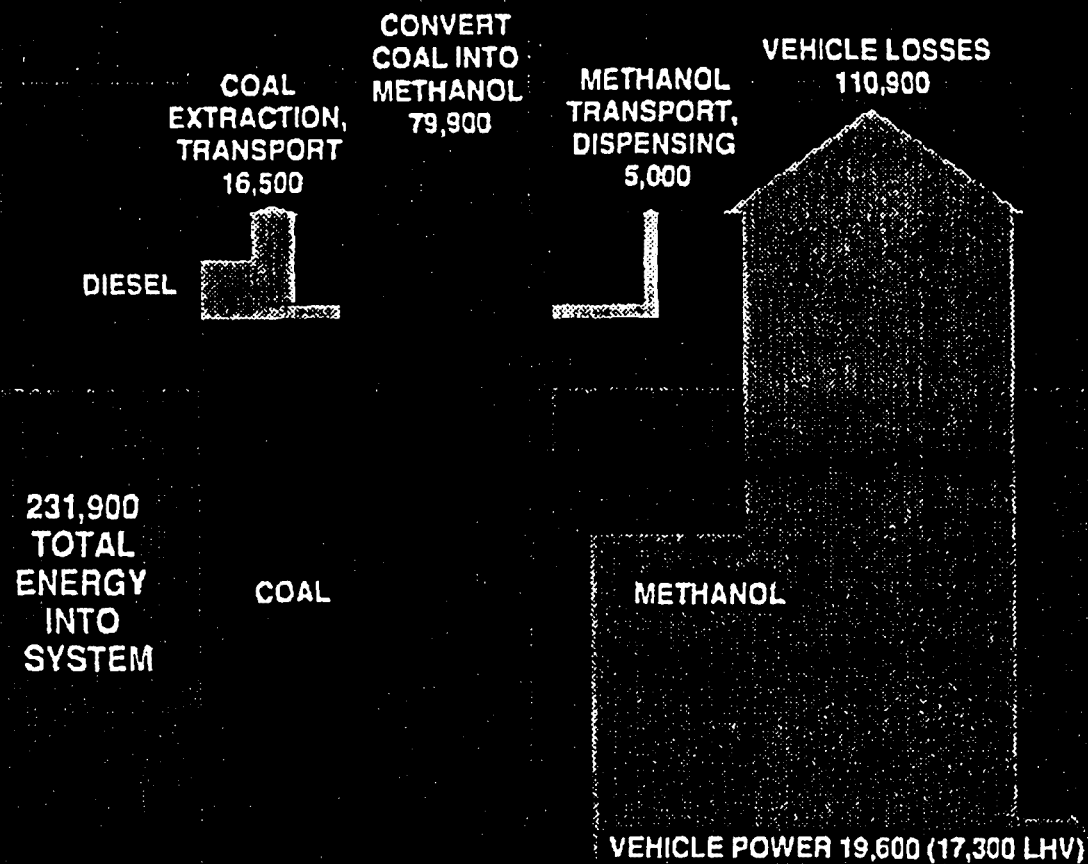 COAL
EXTRACTION,
TRANSPORT
16,500
CONVERT
COAL INTO
METHANOL
79,900
METHANOL
TRANSPORT,
DISPENSING
5,000
VEHICLE LOSSES
110,900
DIESEL
231,900
TOTAL
ENERGY
INTO
SYSTEM
COAL
METHANOL
VEHICLE POWER 19,600 (17,300 LHV)